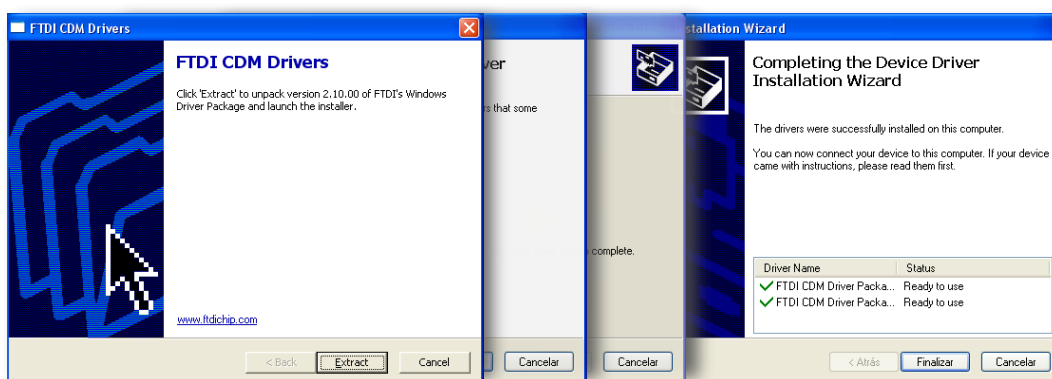 FTDI CDM Drivers
FTDI CDM Drivers
Click 'Extract' to unpack version 2.10.00 of FTDI's Windows
Driver Package and launch the installer.
www.ftdichip.com
< Back
Extract
Cancel
ver
that some
Cancelar
complete.
Cancelar
stallation Wizard
Completing the Device Driver
Installation Wizard
The drivers were successfully installed on this computer.
You can now connect your device to this computer. If your device
came with instructions, please read them first.
Driver Name Status
FTDI CDM Driver Packa... Ready to use
FTDI CDM Driver Packa... Ready to use
< Atrás
Finalizar
Cancelar